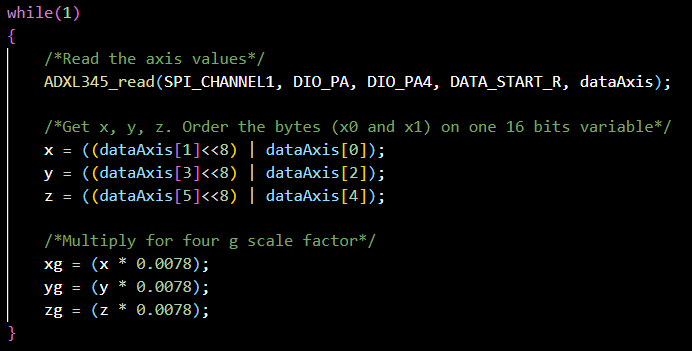 while(1)
{
/*Read the axis values*/
ADXL345_read(SPI_CHANNEL1, DIO_PA, DIO_PA4, DATA_START_R, dataAxis);
/*Get x, y, z. Order the bytes (x0 and x1) on one 16 bits variable*/
x = ((dataAxis[1]<<8) | dataAxis[0]);
y = ((dataAxis[3]<<8) | dataAxis[2]);
z = ((dataAxis[5]<<8) | dataAxis[4]);
/*Multiply for four g scale factor*/
xg = (x * 0.0078);
yg = (y * 0.0078);
zg = (z * 0.0078);
}